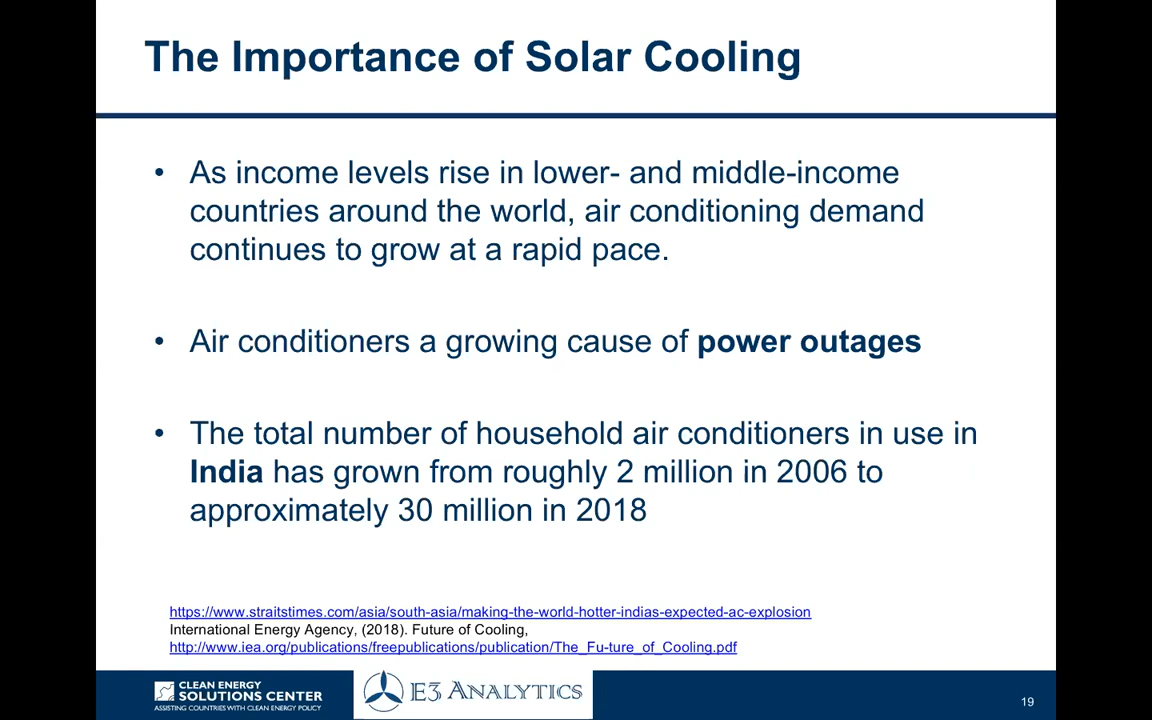 The Importance of Solar Cooling
• As income levels rise in lower- and middle-income
countries around the world, air conditioning demand
continues to grow at a rapid pace.
• Air conditioners a growing cause of power outages
• The total number of household air conditioners in use in
India has grown from roughly 2 million in 2006 to
approximately 30 million in 2018
https://www.straitstimes.com/asia/south-asia/making-the-world-hotter-indias-expected-ac-explosion
International Energy Agency, (2018). Future of Cooling,
http://www.iea.org/publications/freepublications/publication/The_Fu-ture_of_Cooling.pdf
CLEAN ENERGY
SOLUTIONS CENTER
ASSISTING COUNTRIES WITH CLEAN ENERGY POLICY
E3 ANALYTICS
19